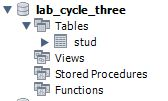 lab_cycle_three
Tables
stud
Views
Stored Procedures
Functions